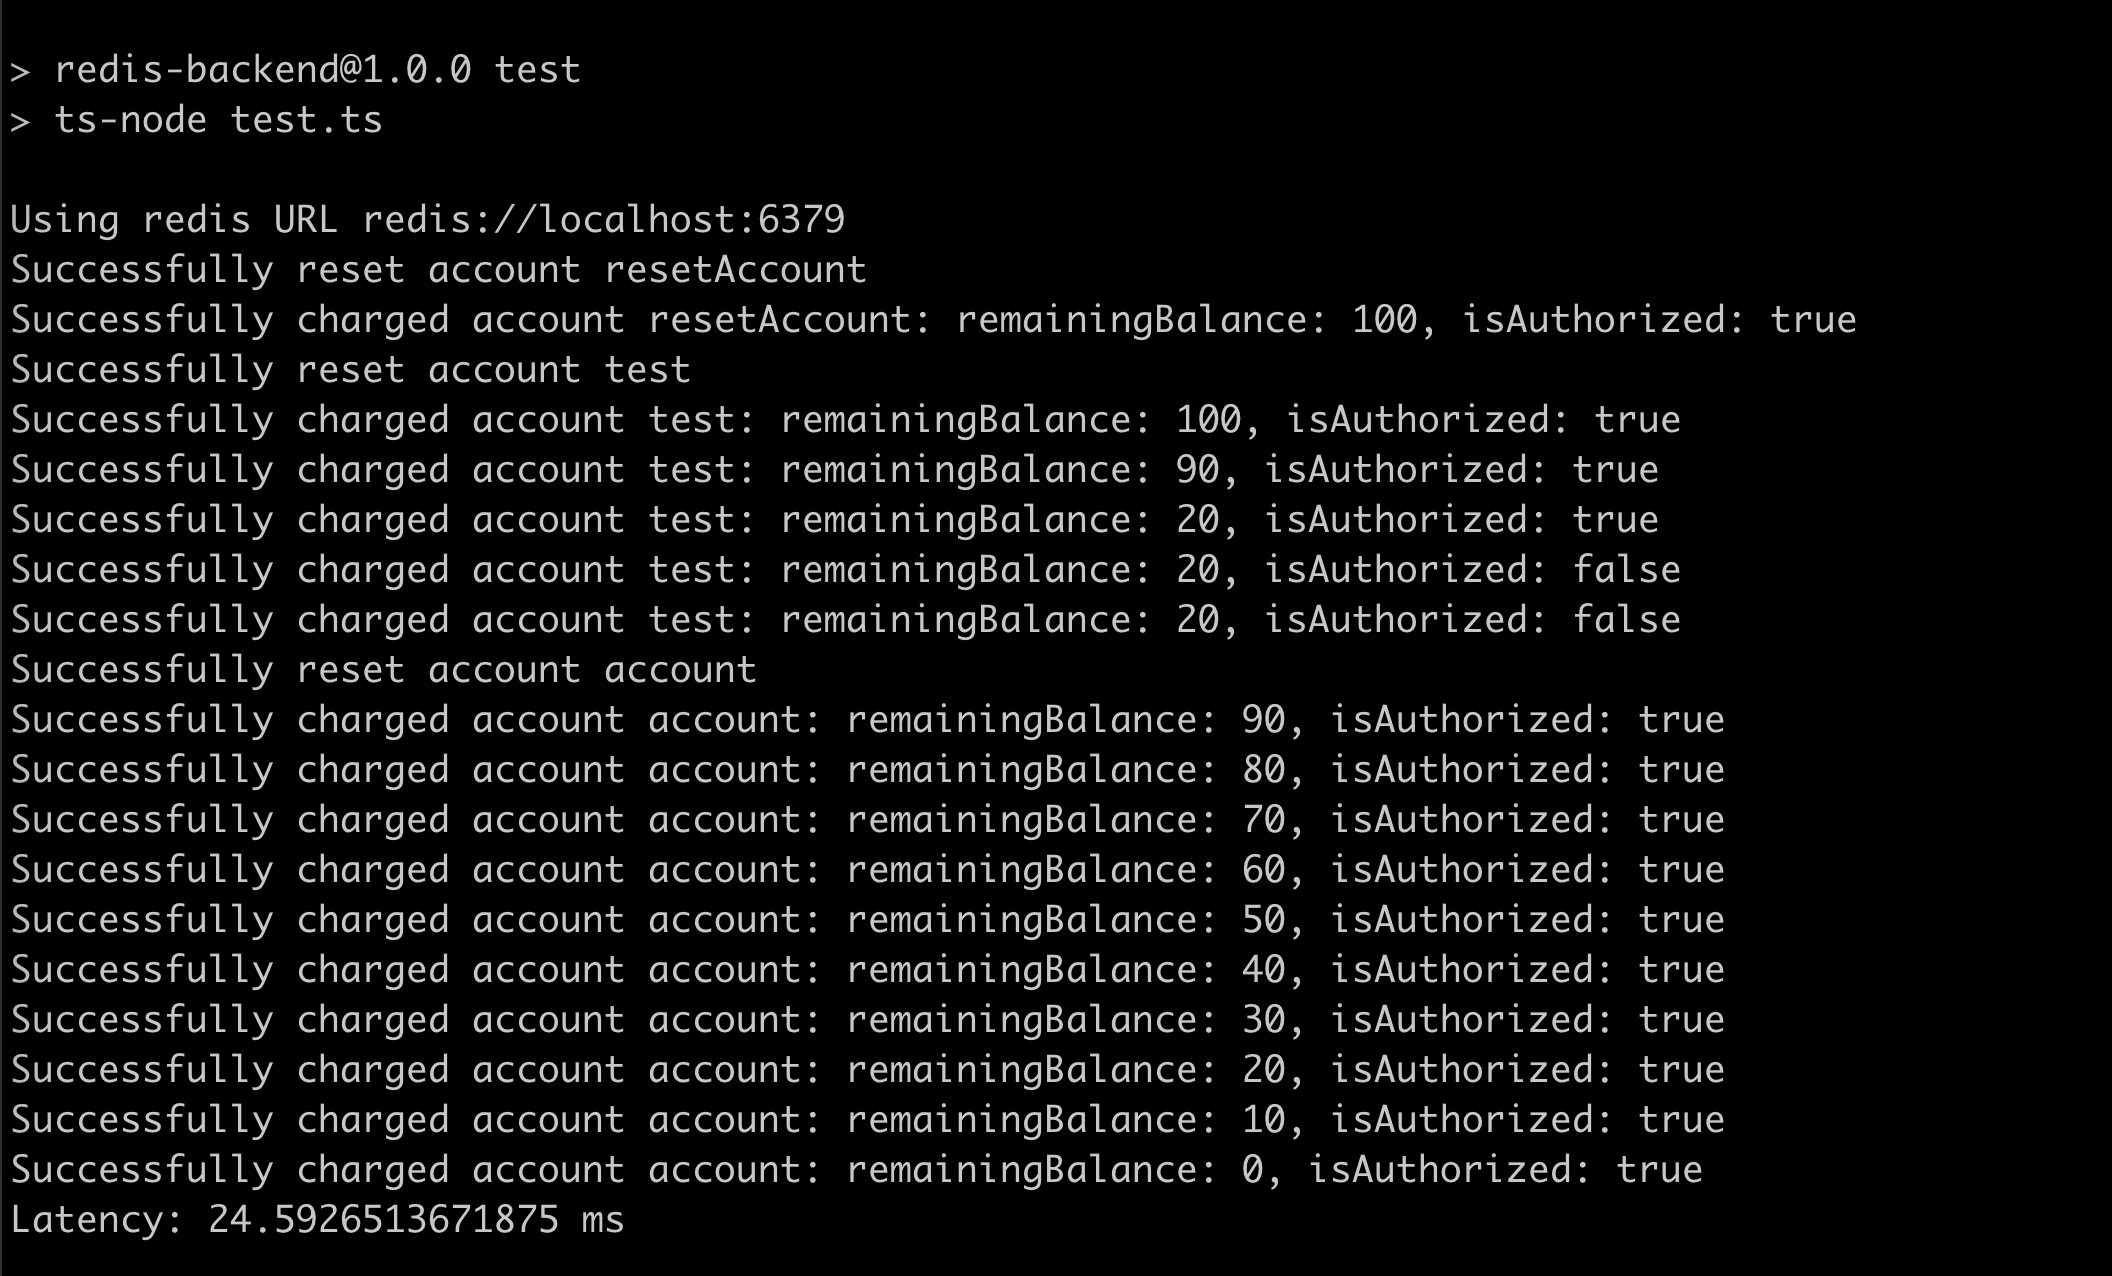 > redis-backend@1.0.0 test
> ts-node test.ts
Using redis URL redis://localhost:6379
Successfully reset account resetAccount
Successfully charged account resetAccount: remainingBalance: 100, isAuthorized: true
Successfully reset account test
Successfully charged account test: remainingBalance: 100, isAuthorized: true
Successfully charged account test: remainingBalance: 90, isAuthorized: true
Successfully charged account test: remainingBalance: 20, isAuthorized: true
Successfully charged account test: remainingBalance: 20, isAuthorized: false
Successfully charged account test: remainingBalance: 20, isAuthorized: false
Successfully reset account account
Successfully charged account account: remainingBalance: 90, isAuthorized: true
Successfully charged account account: remainingBalance: 80, isAuthorized: true
Successfully charged account account: remainingBalance: 70, isAuthorized: true
Successfully charged account account: remainingBalance: 60, isAuthorized: true
Successfully charged account account: remainingBalance: 50, isAuthorized: true
Successfully charged account account: remainingBalance: 40, isAuthorized: true
Successfully charged account account: remainingBalance: 30, isAuthorized: true
Successfully charged account account: remainingBalance: 20, isAuthorized: true
Successfully charged account account: remainingBalance: 10, isAuthorized: true
Successfully charged account account: remainingBalance: 0, isAuthorized: true
Latency: 24.5926513671875 ms